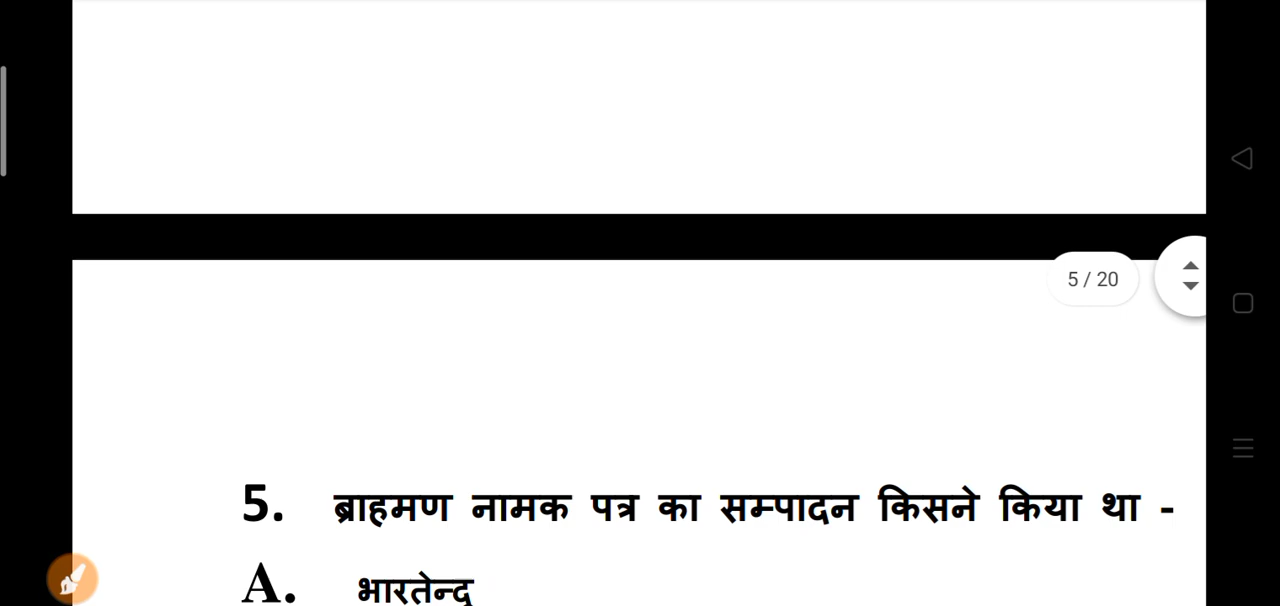 5 / 20
5. ब्राहमण नामक पत्र का सम्पादन किसने किया था -
A. भारतेन्दु